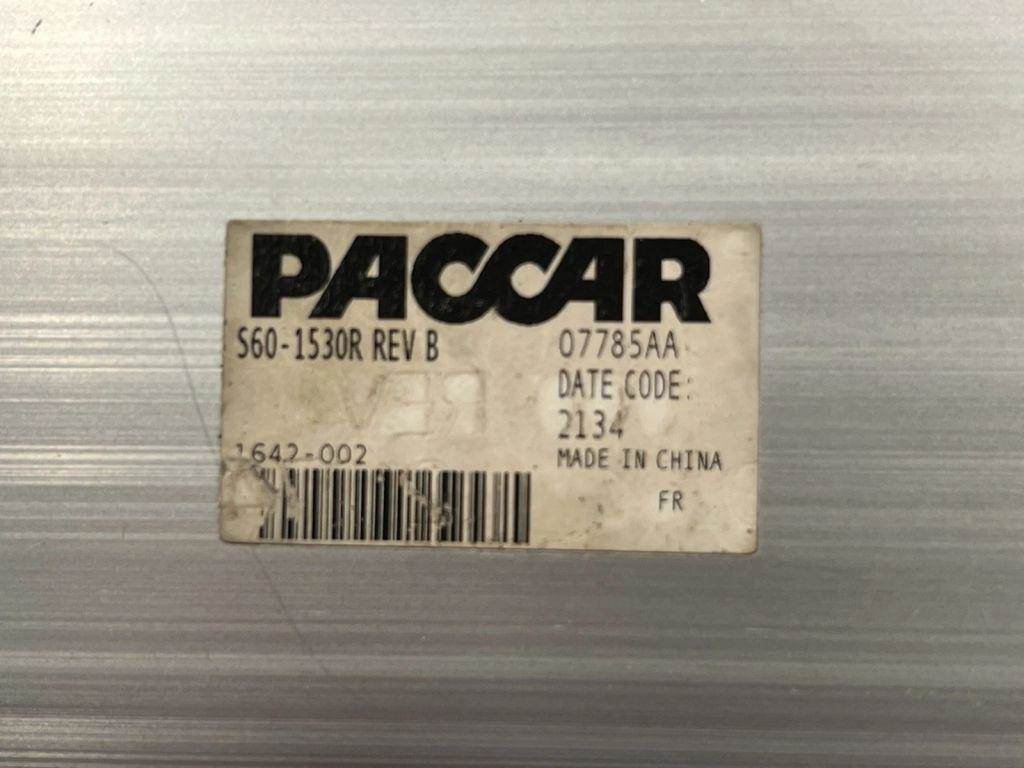 PACCAR
S60-1530R REV B
07785AA
DATE CODE:
2134
1642-002
MADE IN CHINA
FR